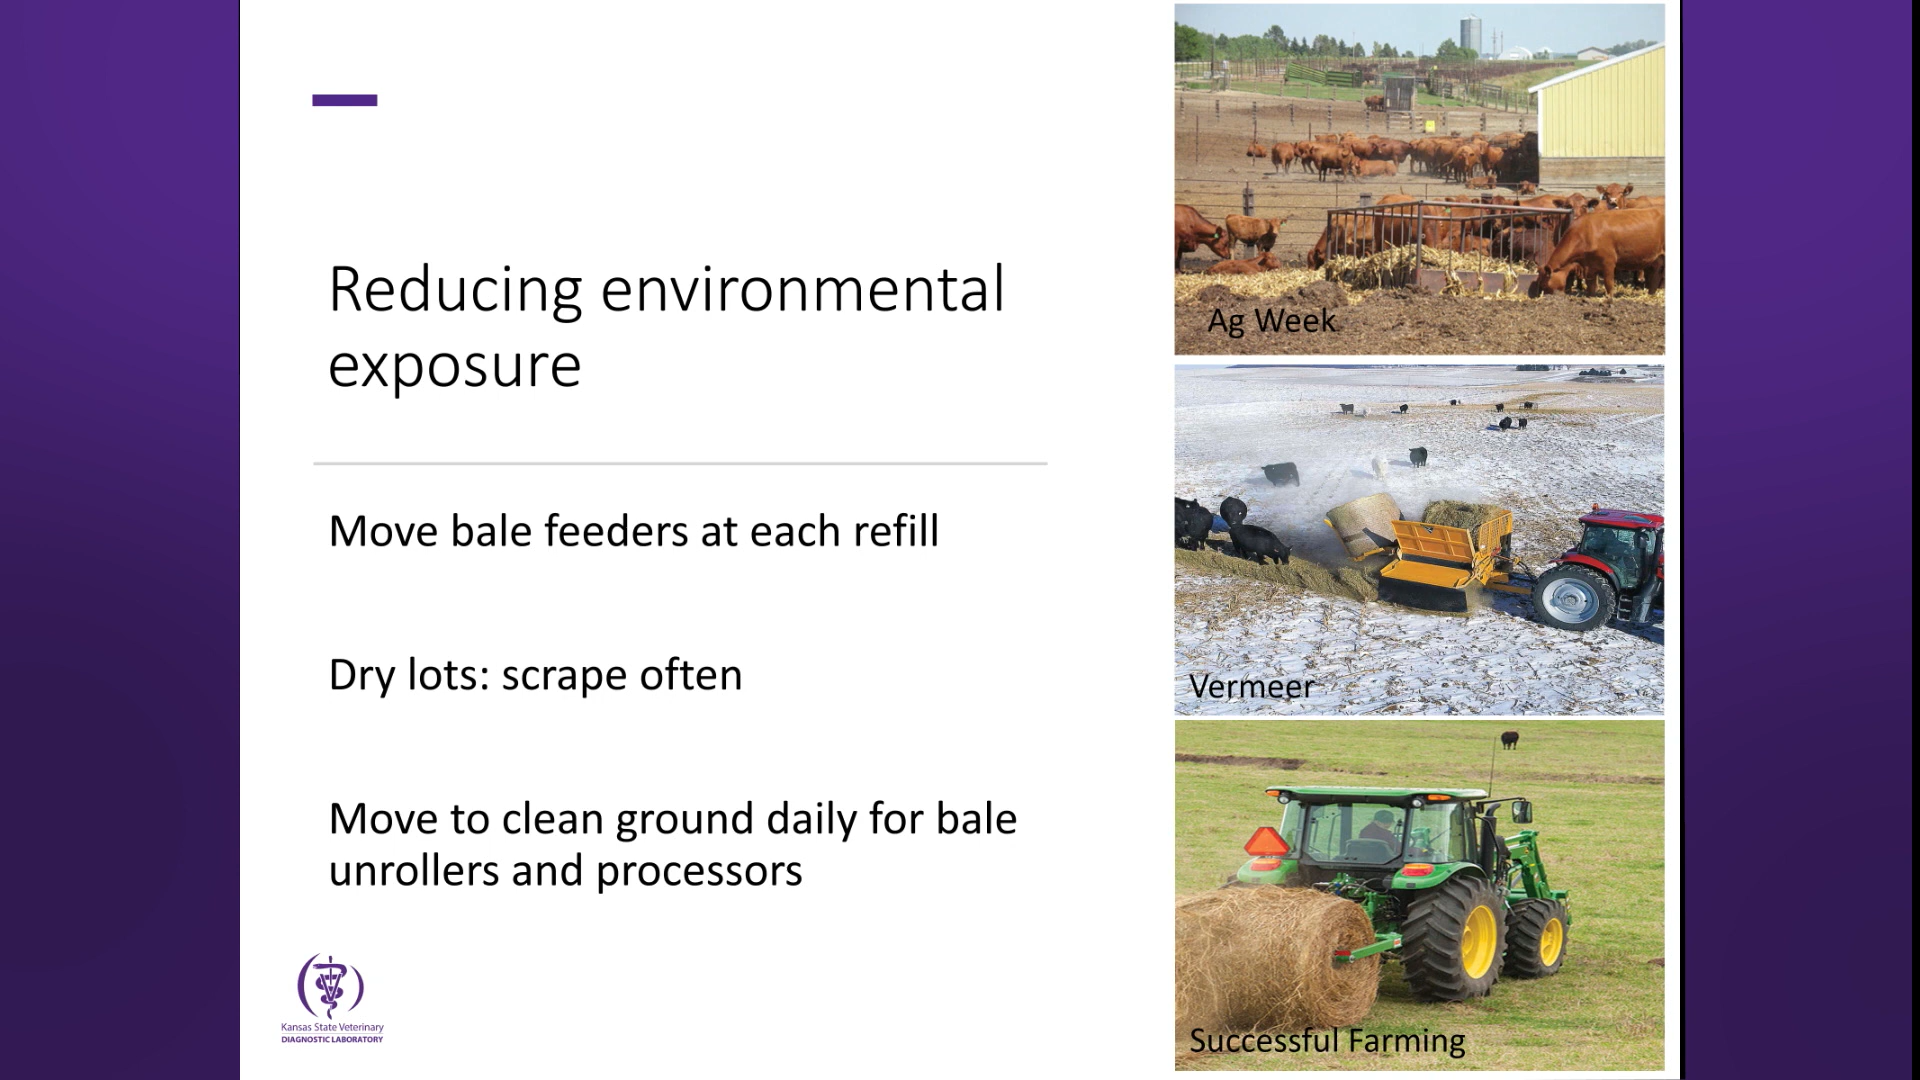 Reducing environmental
exposure
Move bale feeders at each refill
Dry lots: scrape often
Move to clean ground daily for bale
unrollers and processors
Kansas State Veterinary
DIAGNOSTIC LABORATORY
Ag Week
Vermeer
Successful Farming